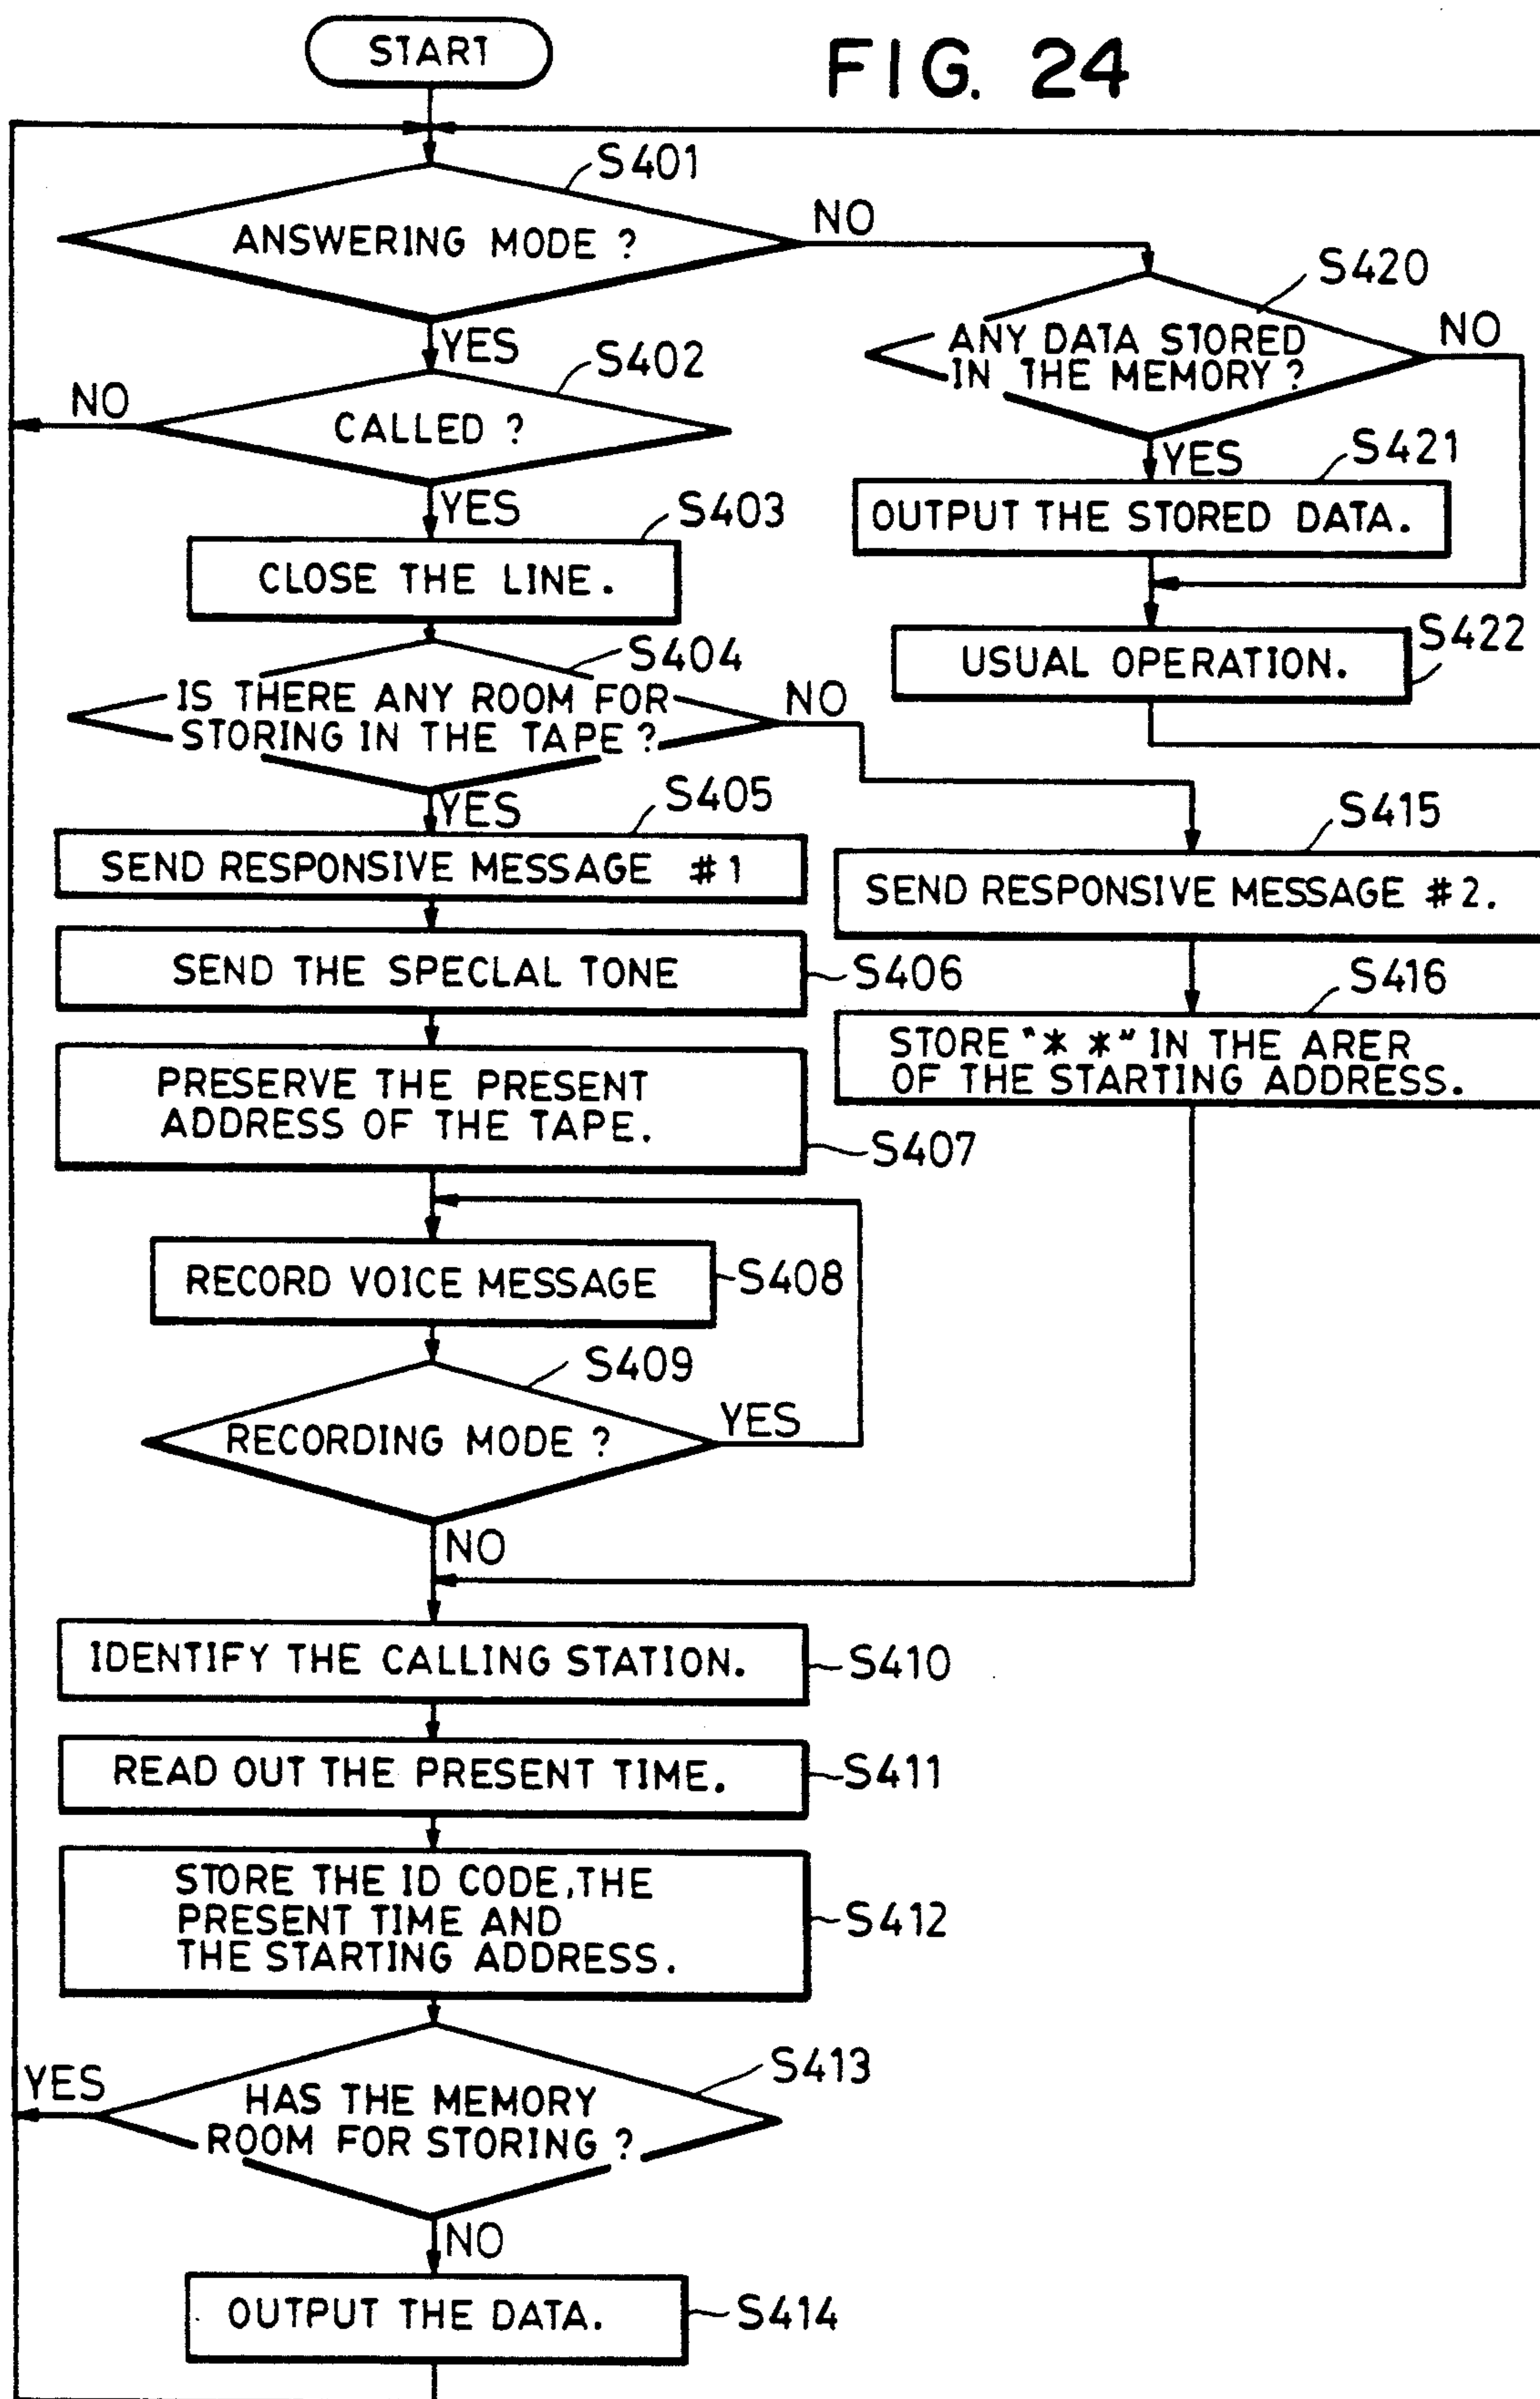 START
FIG. 24
S401
ANSWERING MODE ?
NO
YES
S420
ANY DATA STORED
IN THE MEMORY ?
NO
YES
S402
CALLED ?
NO
YES
S421
OUTPUT THE STORED DATA.
S403
CLOSE THE LINE.
S422
USUAL OPERATION.
S404
IS THERE ANY ROOM FOR
STORING IN THE TAPE ?
NO
YES
S405
SEND RESPONSIVE MESSAGE #1
S415
SEND RESPONSIVE MESSAGE #2.
SEND THE SPECLAL TONE
S406
S416
STORE "* *" IN THE ARER
OF THE STARTING ADDRESS.
PRESERVE THE PRESENT
ADDRESS OF THE TAPE.
S407
RECORD VOICE MESSAGE
S408
S409
RECORDING MODE ?
YES
NO
IDENTIFY THE CALLING STATION.
S410
READ OUT THE PRESENT TIME.
S411
STORE THE ID CODE,THE
PRESENT TIME AND
THE STARTING ADDRESS.
S412
S413
YES
HAS THE MEMORY
ROOM FOR STORING ?
NO
OUTPUT THE DATA.
S414